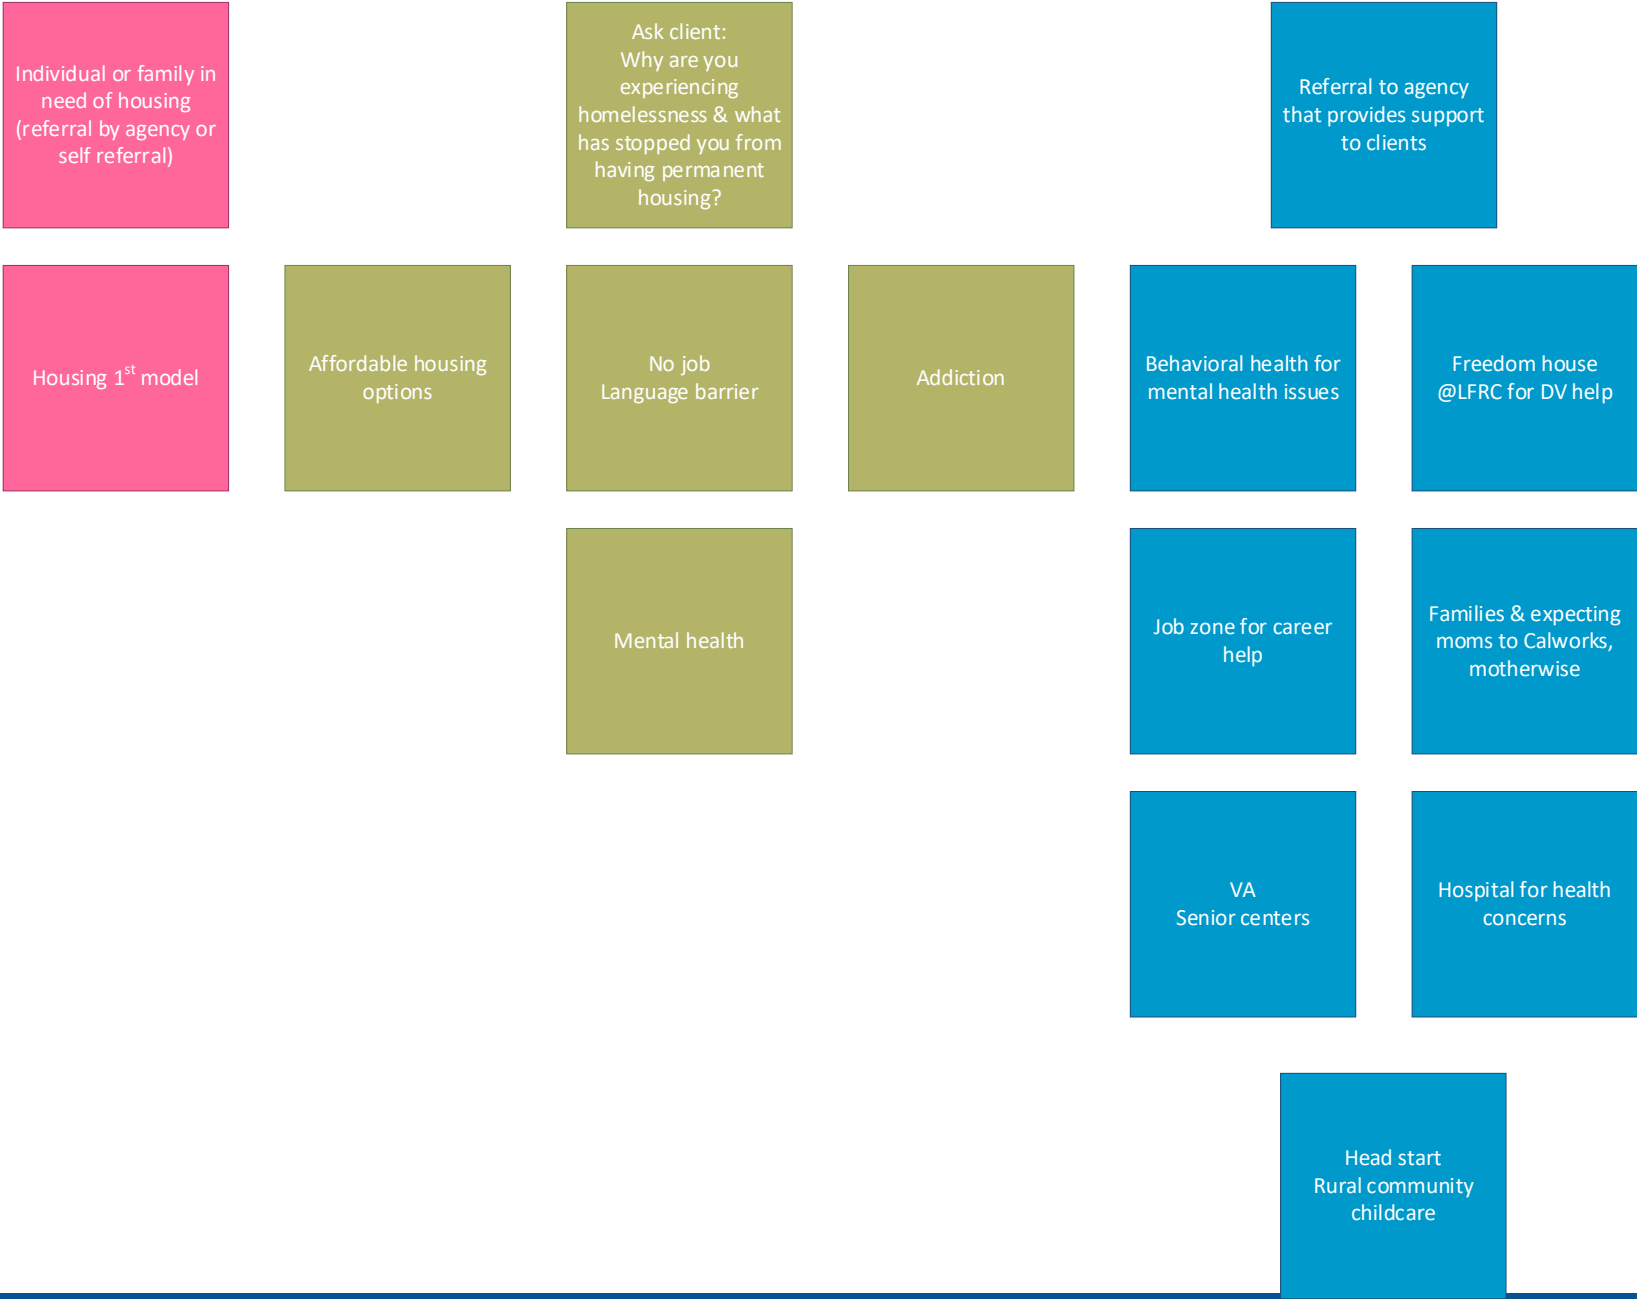 Individual or family in
need of housing
(referral by agency or
self referral)
Ask client:
Why are you
experiencing
homelessness & what
has stopped you from
having permanent
housing?
Referral to agency
that provides support
to clients
Housing 1st model
Affordable housing
options
No job
Language barrier
Addiction
Behavioral health for
mental health issues
Freedom house
@LFRC for DV help
Mental health
Job zone for career
help
Families & expecting
moms to Calworks,
motherwise
VA
Senior centers
Hospital for health
concerns
Head start
Rural community
childcare